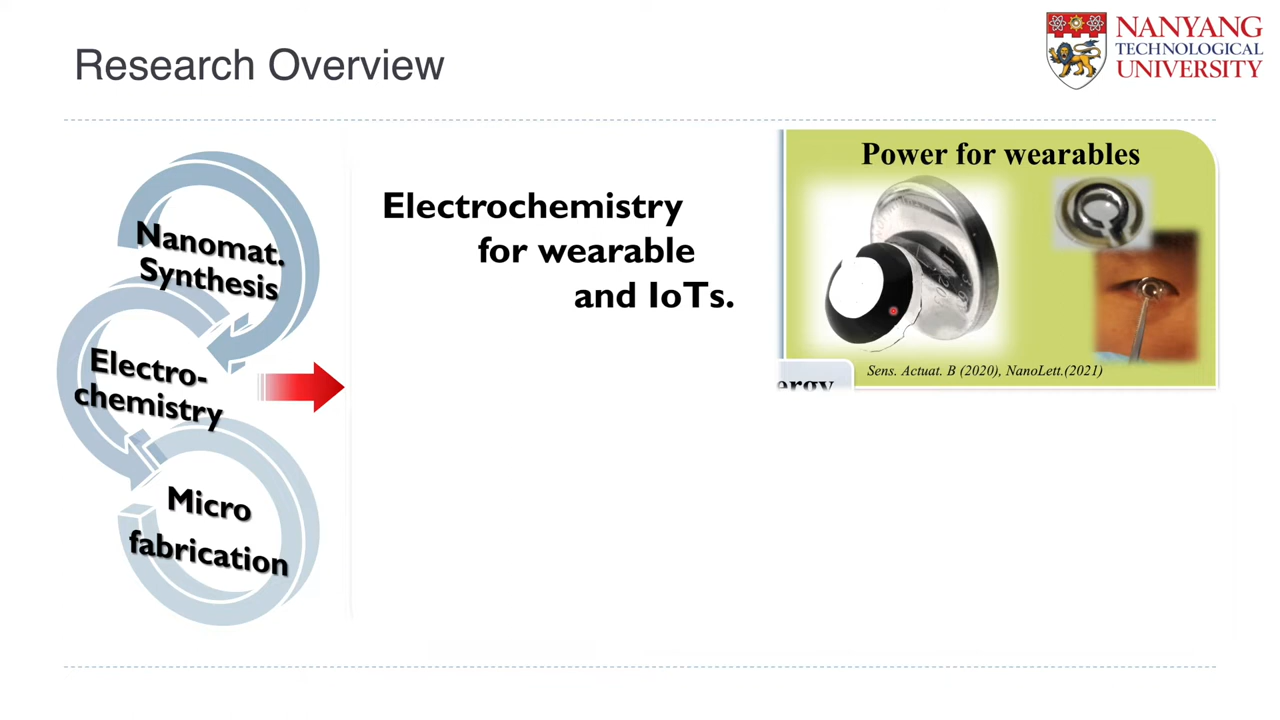 Research Overview
NANYANG
TECHNOLOGICAL
UNIVERSITY
Nanomat.
Synthesis
Electro-
chemistry
Micro
fabrication
Electrochemistry
for wearable
and IoTs.
Power for wearables
Sens. Actuat. B (2020), NanoLett.(2021)